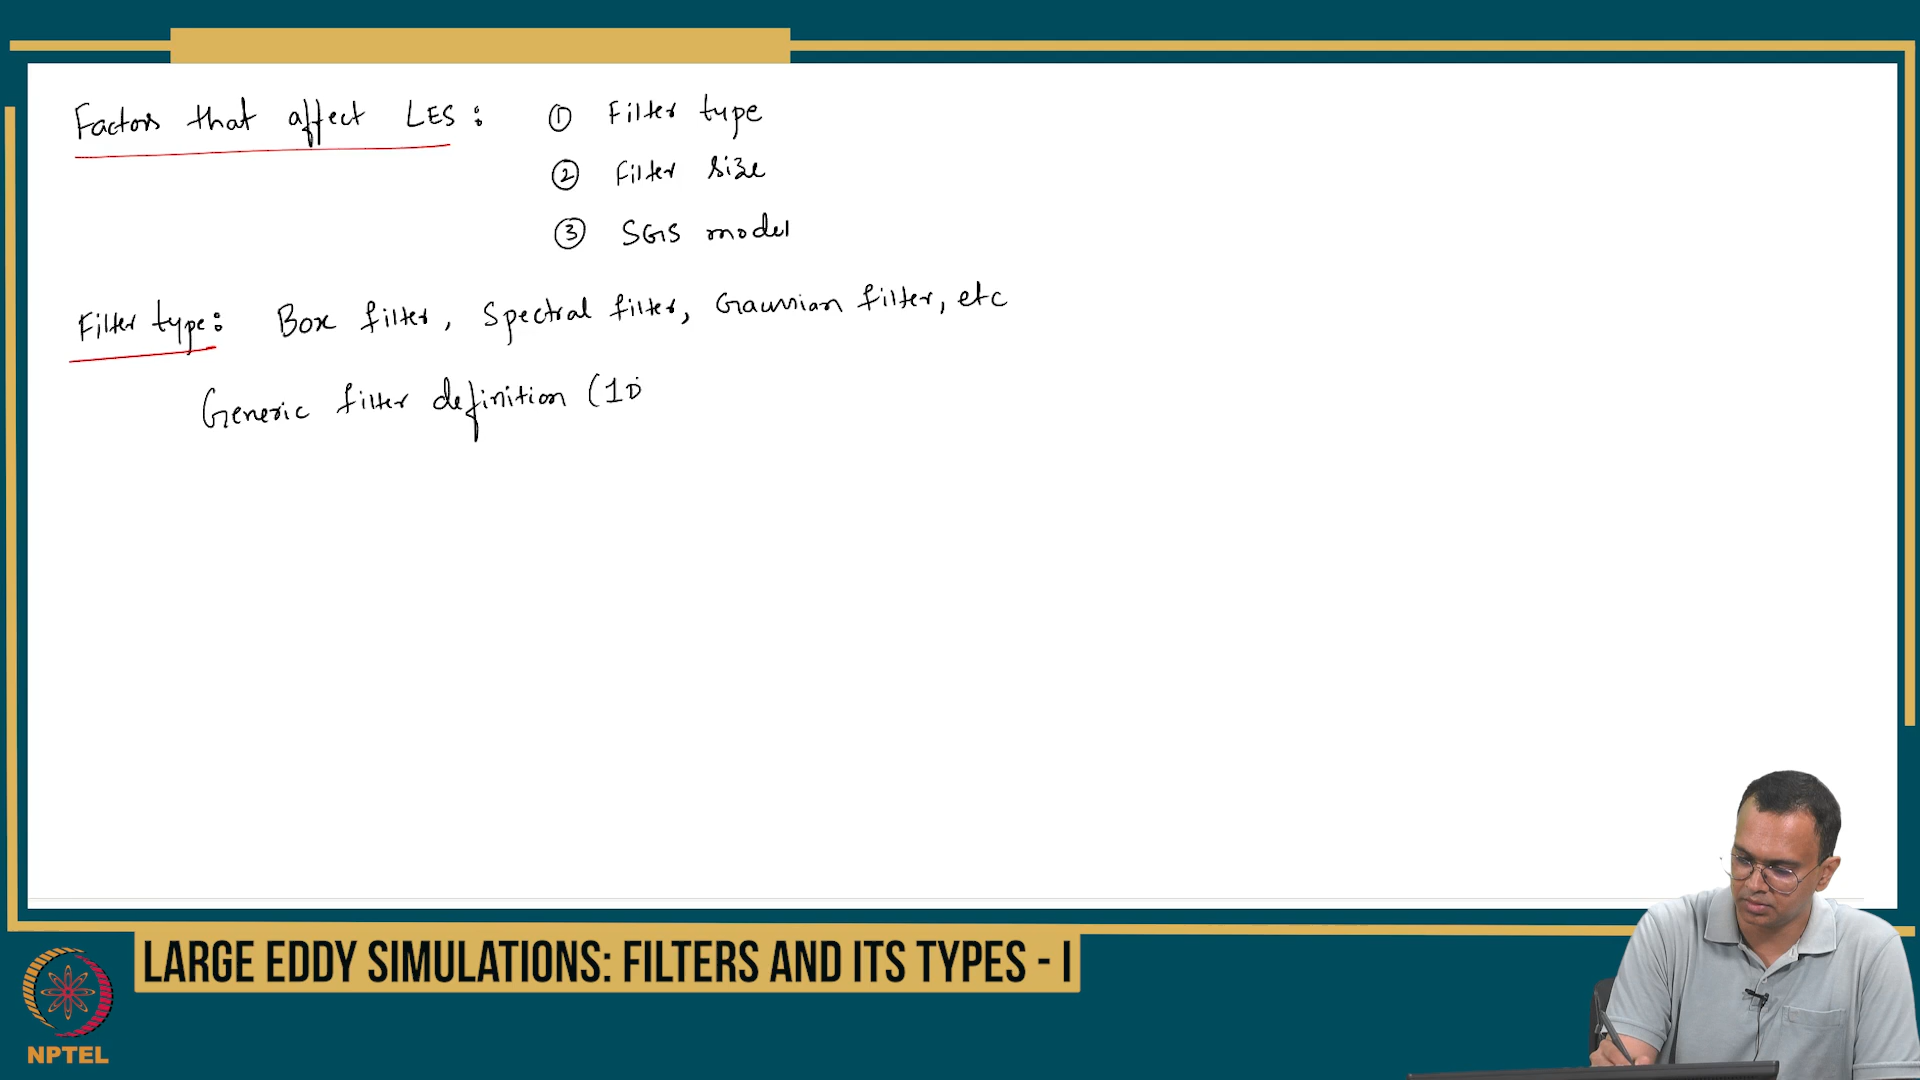 Factors that affect LES : ① Filter type
② Filter size
③ SGS model
Filter type: Box filter, Spectral filter, Gaussian filter, etc
Generic filter definition (1D
LARGE EDDY SIMULATIONS: FILTERS AND ITS TYPES - I
NPTEL